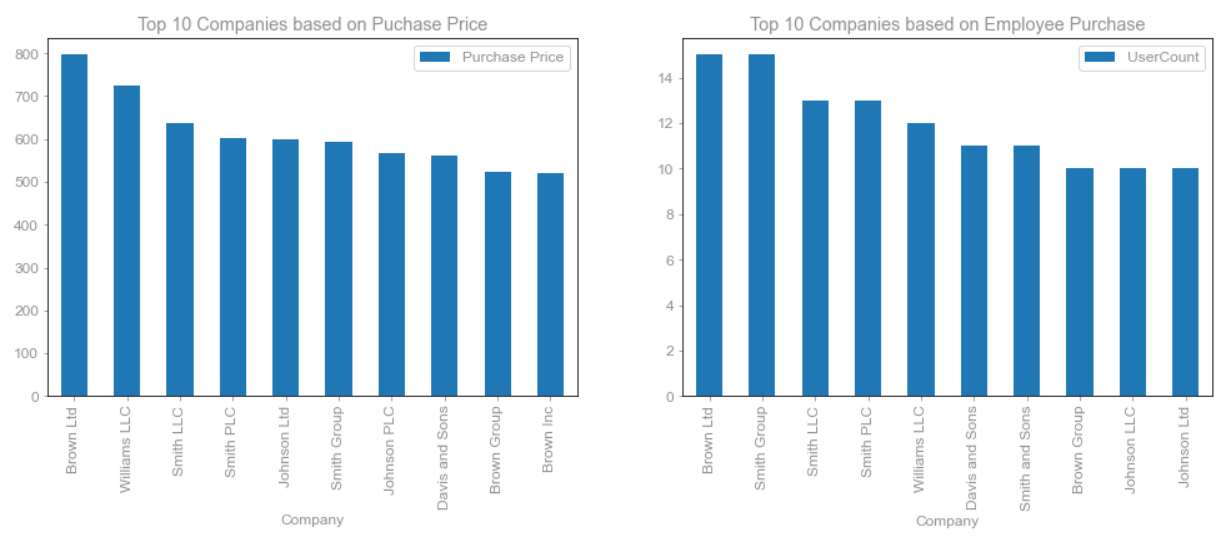 Top 10 Companies based on Puchase Price
Purchase Price
800
700
600
500
400
300
200
100
0
Brown Ltd
Williams LLC
Smith LLC
Smith PLC
Johnson Ltd
Smith Group
Johnson PLC
Davis and Sons
Brown Group
Brown Inc
Company
Top 10 Companies based on Employee Purchase
UserCount
14
12
10
8
6
4
2
0
Brown Ltd
Smith Group
Smith LLC
Smith PLC
Williams LLC
Davis and Sons
Smith and Sons
Brown Group
Johnson LLC
Johnson Ltd
Company